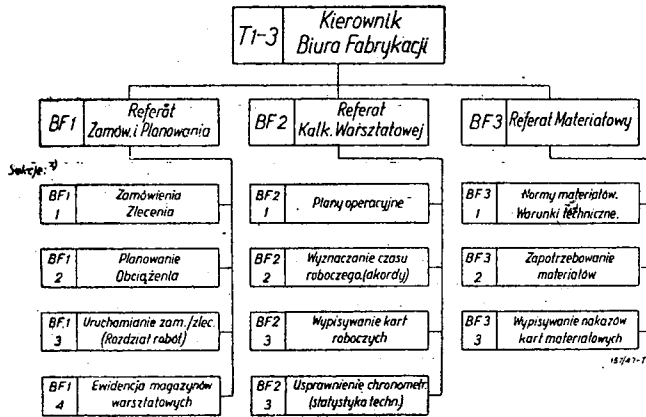 T1-3 Kierownik
Biura Fabrykacji
BF1 Referat
Zamów. i Planowania
BF2 Referat
Kalk. Warsztatowej
BF3 Referat Materiałowy
Sekcje: *)
BF1 1 Zamówienia
Zlecenia
BF1 2 Planowanie
Obciążenia
BF1 3 Uruchamianie zam./zlec.
(Rozdział robót)
BF1 4 Ewidencja magazynów
warsztatowych
BF2 1 Plany operacyjne
BF2 2 Wyznaczanie czasu
roboczego.(akordy)
BF2 3 Wypisywanie kart
roboczych
BF2 3 Usprawnienie chronometr.
(statystyka techn.)
BF3 1 Normy materiałów.
Warunki techniczne.
BF3 2 Zapotrzebowanie
materiałów
BF3 3 Wypisywanie nakazów
kart materiałowych
157/47-T